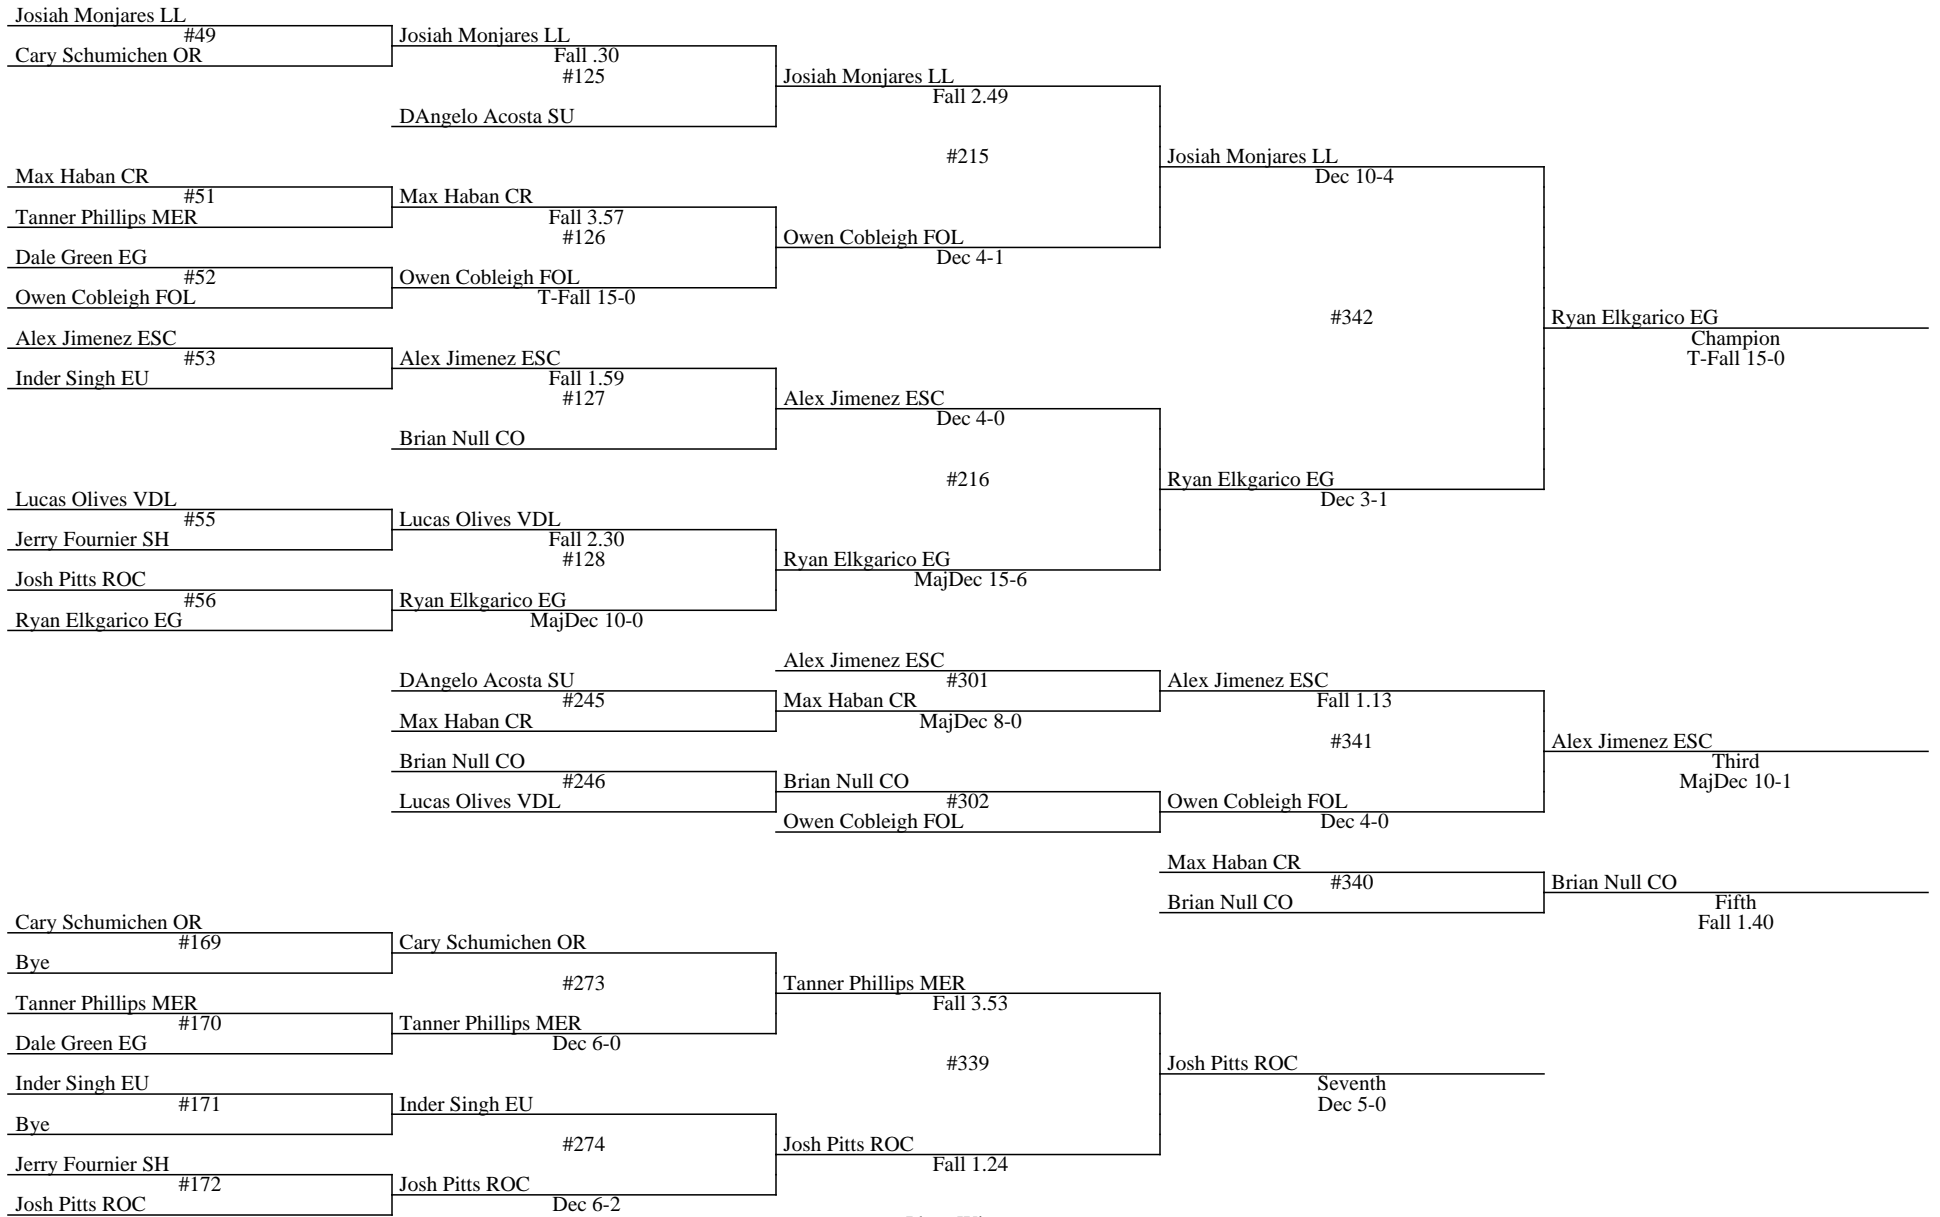 Josiah Monjares LL
#49
Josiah Monjares LL
Cary Schumichen OR
Fall .30
#125
Josiah Monjares LL
Fall 2.49
DAngelo Acosta SU
#215
Josiah Monjares LL
Dec 10-4
Max Haban CR
#51
Max Haban CR
Tanner Phillips MER
Fall 3.57
#126
Owen Cobleigh FOL
Dec 4-1
Dale Green EG
#52
Owen Cobleigh FOL
Owen Cobleigh FOL
T-Fall 15-0
#342
Ryan Elkgarico EG
Champion
T-Fall 15-0
Alex Jimenez ESC
#53
Alex Jimenez ESC
Inder Singh EU
Fall 1.59
#127
Alex Jimenez ESC
Dec 4-0
Brian Null CO
#216
Ryan Elkgarico EG
Dec 3-1
Lucas Olives VDL
#55
Lucas Olives VDL
Jerry Fournier SH
Fall 2.30
#128
Ryan Elkgarico EG
MajDec 15-6
Josh Pitts ROC
#56
Ryan Elkgarico EG
Ryan Elkgarico EG
MajDec 10-0
Alex Jimenez ESC
DAngelo Acosta SU
#301
Alex Jimenez ESC
#245
Max Haban CR
Fall 1.13
Max Haban CR
MajDec 8-0
#341
Alex Jimenez ESC
Brian Null CO
Third
#246
Brian Null CO
MajDec 10-1
Lucas Olives VDL
#302
Owen Cobleigh FOL
Owen Cobleigh FOL
Dec 4-0
Max Haban CR
#340
Brian Null CO
Brian Null CO
Fifth
Fall 1.40
Cary Schumichen OR
#169
Cary Schumichen OR
Bye
#273
Tanner Phillips MER
Fall 3.53
Tanner Phillips MER
#170
Tanner Phillips MER
Dale Green EG
Dec 6-0
#339
Josh Pitts ROC
Seventh
Dec 5-0
Inder Singh EU
#171
Inder Singh EU
Bye
#274
Josh Pitts ROC
Fall 1.24
Jerry Fournier SH
#172
Josh Pitts ROC
Josh Pitts ROC
Dec 6-2